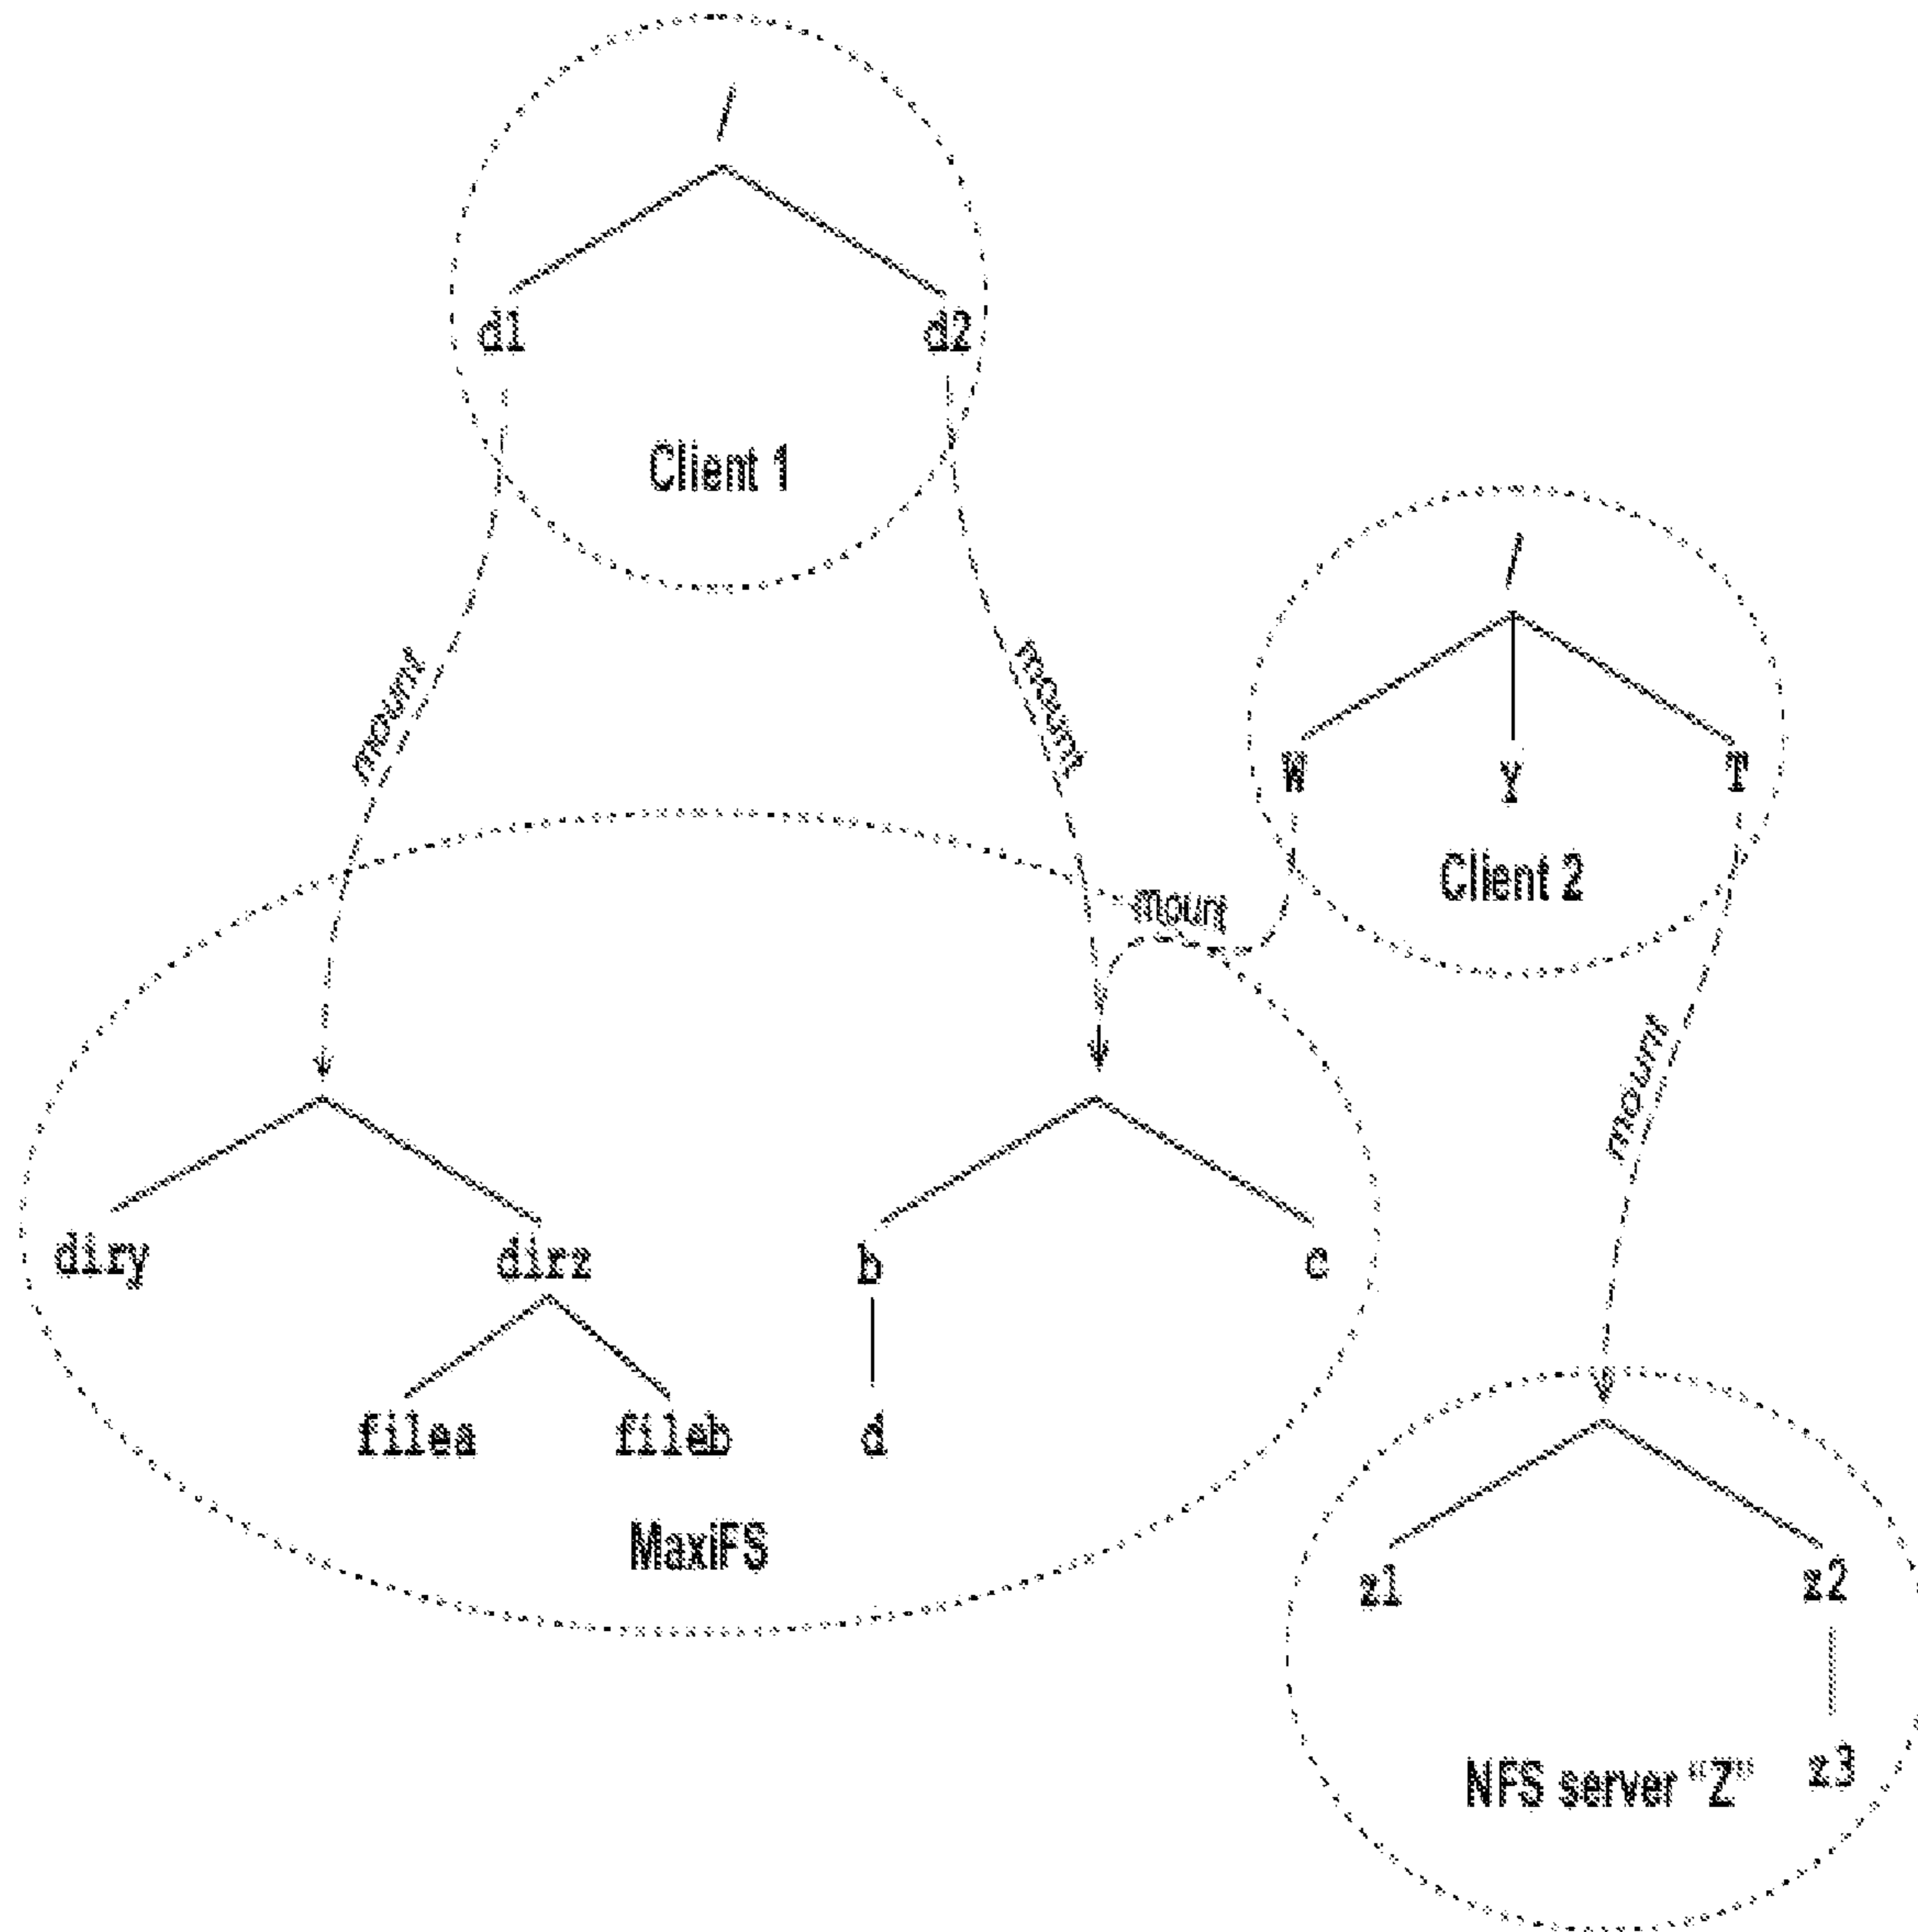 /
d1
d2
Client 1
mount
mount
/
W
Y
T
Client 2
mount
mount
diry
dirz
b
c
filea
fileb
d
MaxiFS
z1
z2
z3
NFS server "Z"